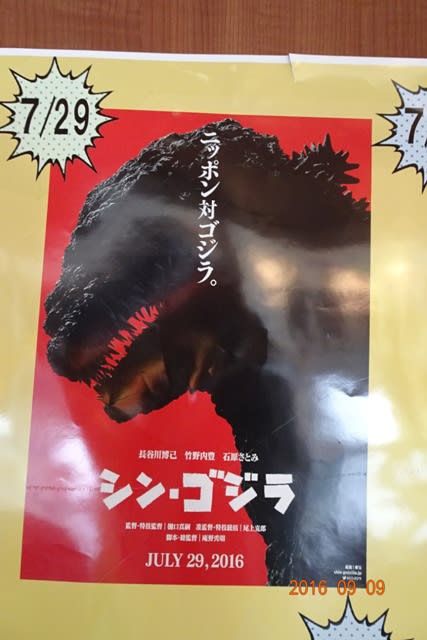 7/29
7/
ニッポン対ゴジラ。
長谷川博己 竹野内豊 石原さとみ
シン・ゴジラ
監督・特技監督|樋口真嗣 准監督・特技統括|尾上克郎
脚本・総監督|庵野秀明
JULY 29, 2016
2016 09 09